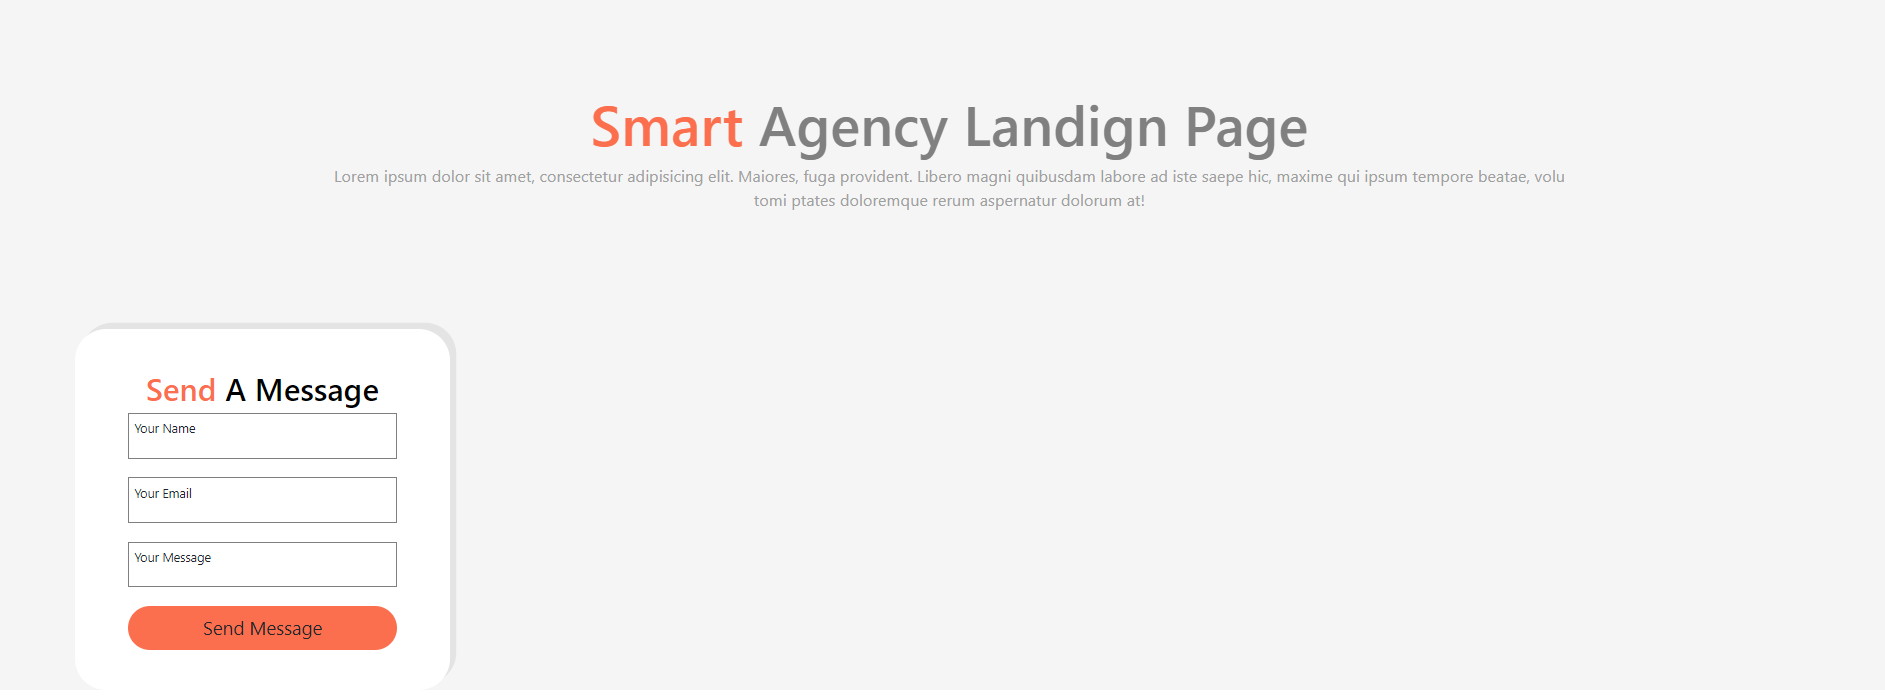 Smart Agency Landign Page
Lorem ipsum dolor sit amet, consectetur adipisicing elit. Maiores, fuga provident. Libero magni quibusdam labore ad iste saepe hic, maxime qui ipsum tempore beatae, volu
tomi ptates doloremque rerum aspernatur dolorum at!
Send A Message
Your Name
Your Email
Your Message
Send Message